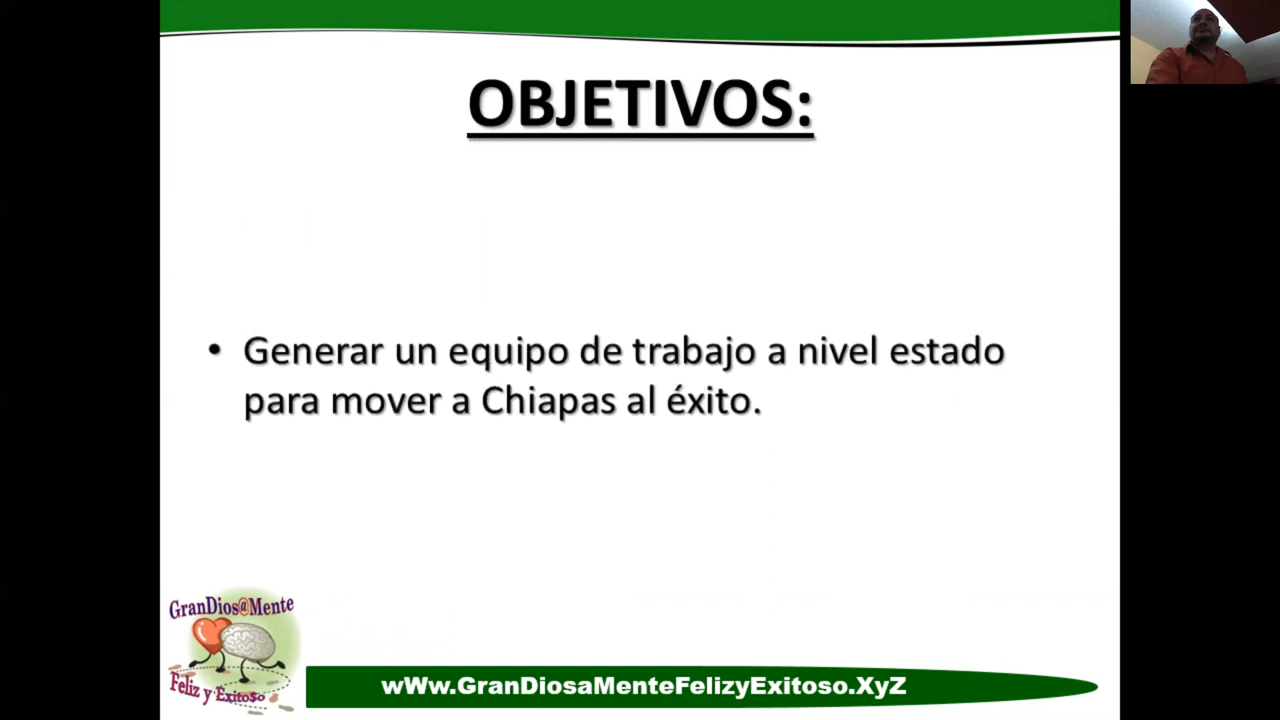 OBJETIVOS:
• Generar un equipo de trabajo a nivel estado
para mover a Chiapas al éxito.
GranDios@Mente
Feliz y Exito$o
wWw.GranDiosaMenteFelizyExitoso.XyZ